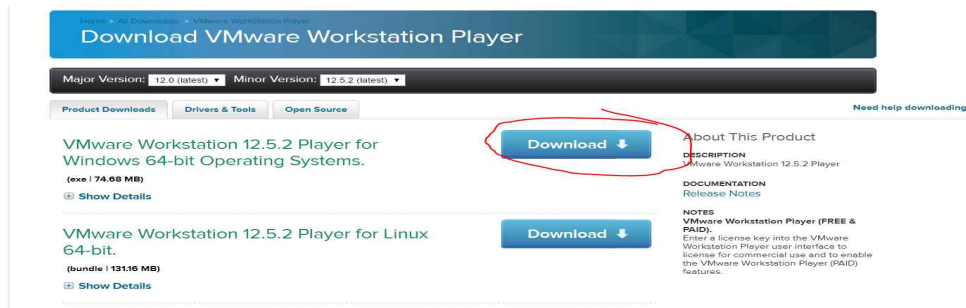 Home > All Downloads > VMware Workstation Player
Download VMware Workstation Player
Major Version: 12.0 (latest) Minor Version: 12.5.2 (latest)
Product Downloads Drivers & Tools Open Source Need help downloading
VMware Workstation 12.5.2 Player for
Windows 64-bit Operating Systems.
(exe | 74.68 MB)
Show Details
Download
VMware Workstation 12.5.2 Player for Linux
64-bit.
(bundle | 131.16 MB)
Show Details
Download
About This Product
DESCRIPTION
VMware Workstation 12.5.2 Player
DOCUMENTATION
Release Notes
NOTES
VMware Workstation Player (FREE &
PAID).
Enter a license key into the VMware
Workstation Player user interface to
license for commercial use and to enable
the VMware Workstation Player (PAID)
features.